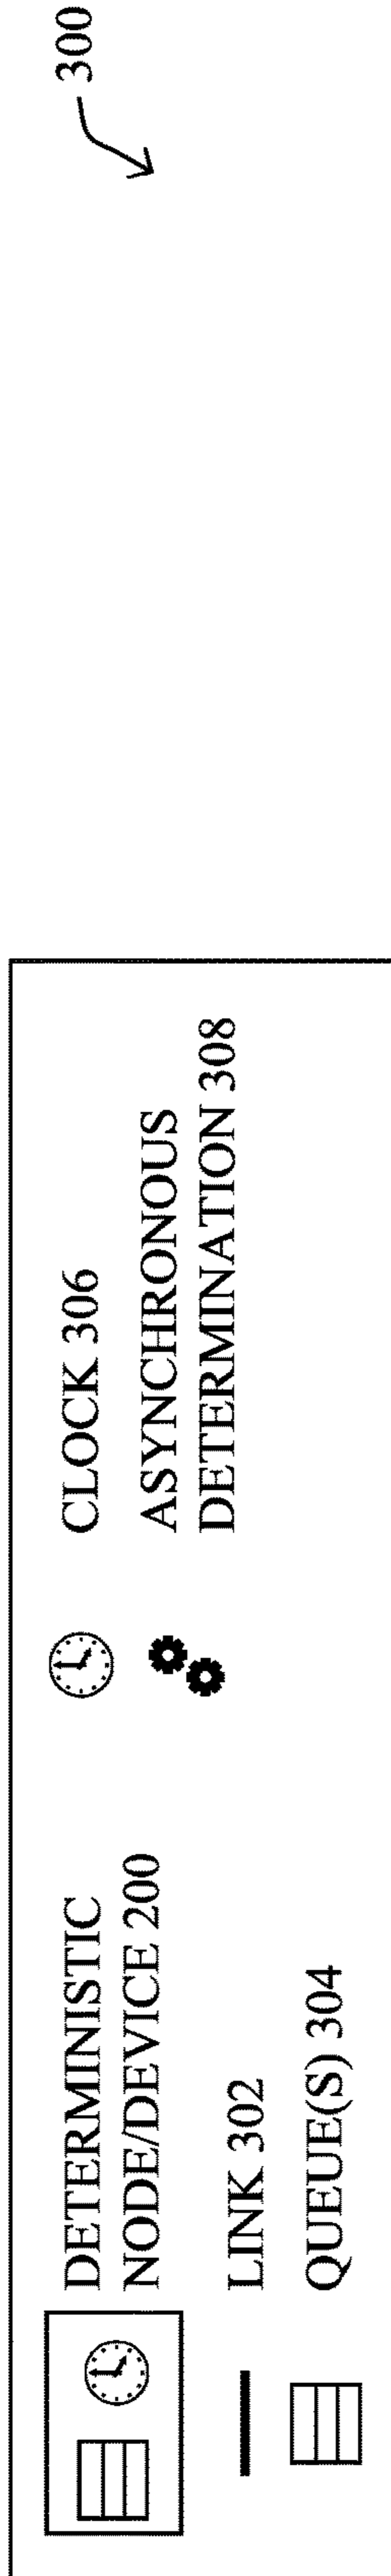 DETERMINISTIC
NODE/DEVICE 200
LINK 302
QUEUE(S) 304
CLOCK 306
ASYNCHRONOUS
DETERMINATION 308
300